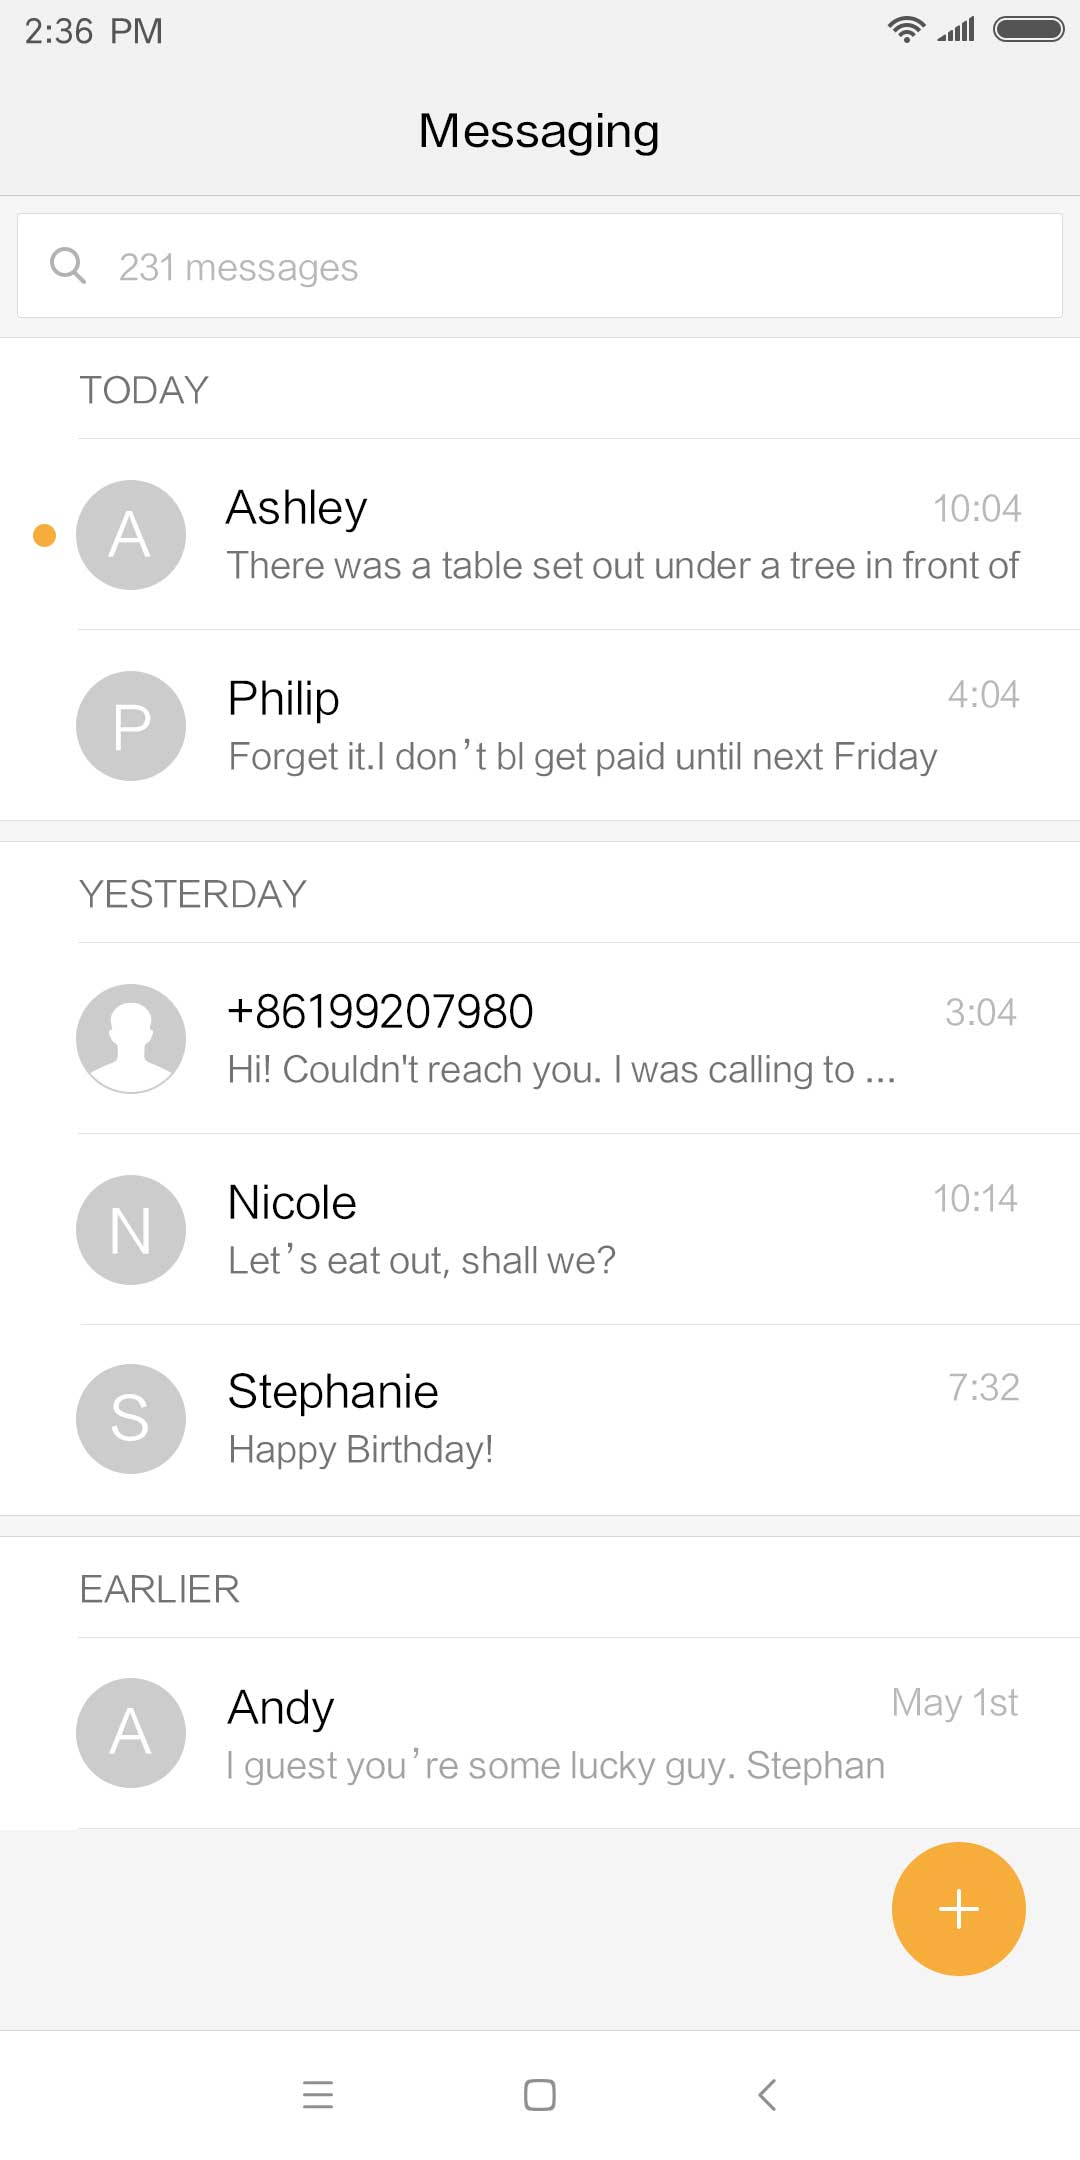 2:36 PM
Messaging
231 messages
TODAY
A
Ashley
10:04
There was a table set out under a tree in front of
P
Philip
4:04
Forget it.I don’t bl get paid until next Friday
YESTERDAY
+86199207980
3:04
Hi! Couldn't reach you. I was calling to ...
N
Nicole
10:14
Let’s eat out, shall we?
S
Stephanie
7:32
Happy Birthday!
EARLIER
A
Andy
May 1st
I guest you’re some lucky guy. Stephan